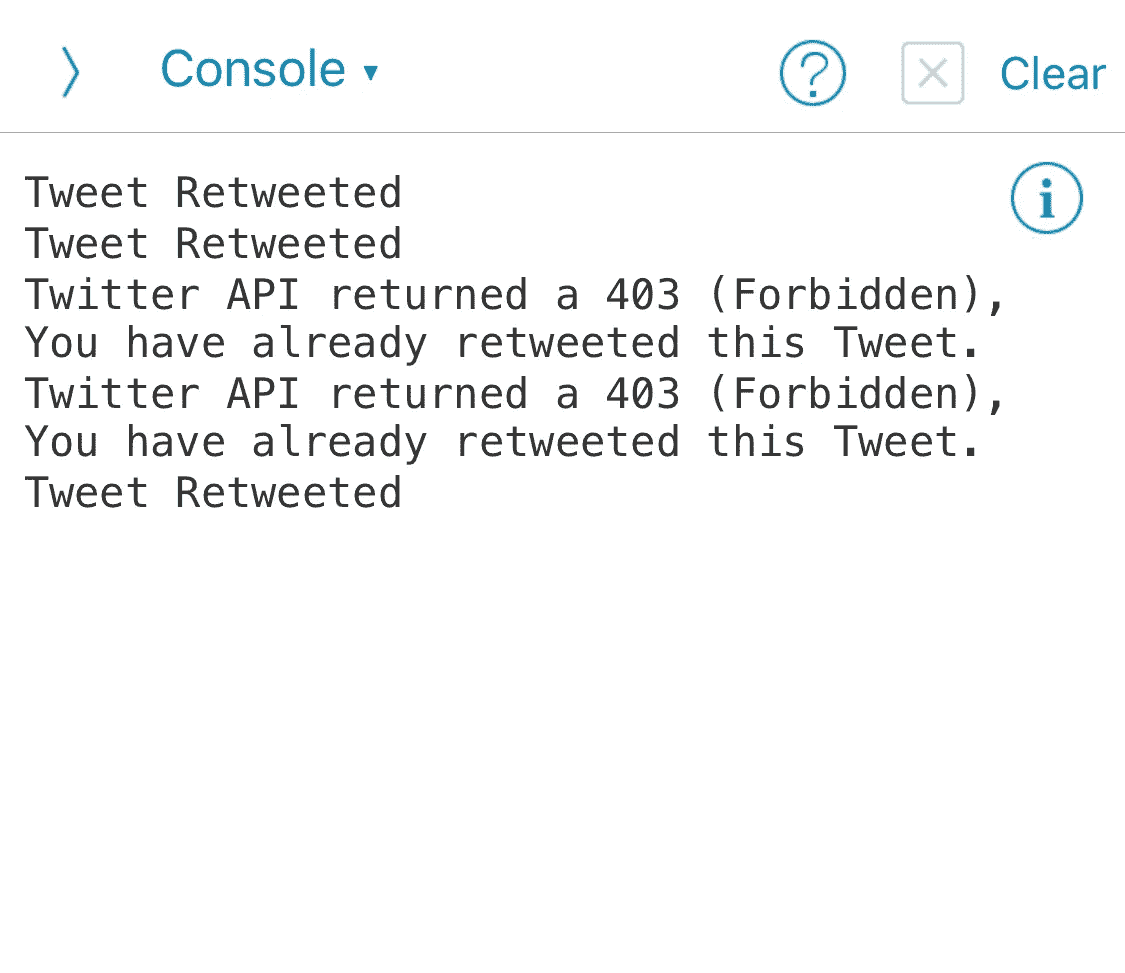 Console ▾
Clear
Tweet Retweeted
Tweet Retweeted
Twitter API returned a 403 (Forbidden),
You have already retweeted this Tweet.
Twitter API returned a 403 (Forbidden),
You have already retweeted this Tweet.
Tweet Retweeted